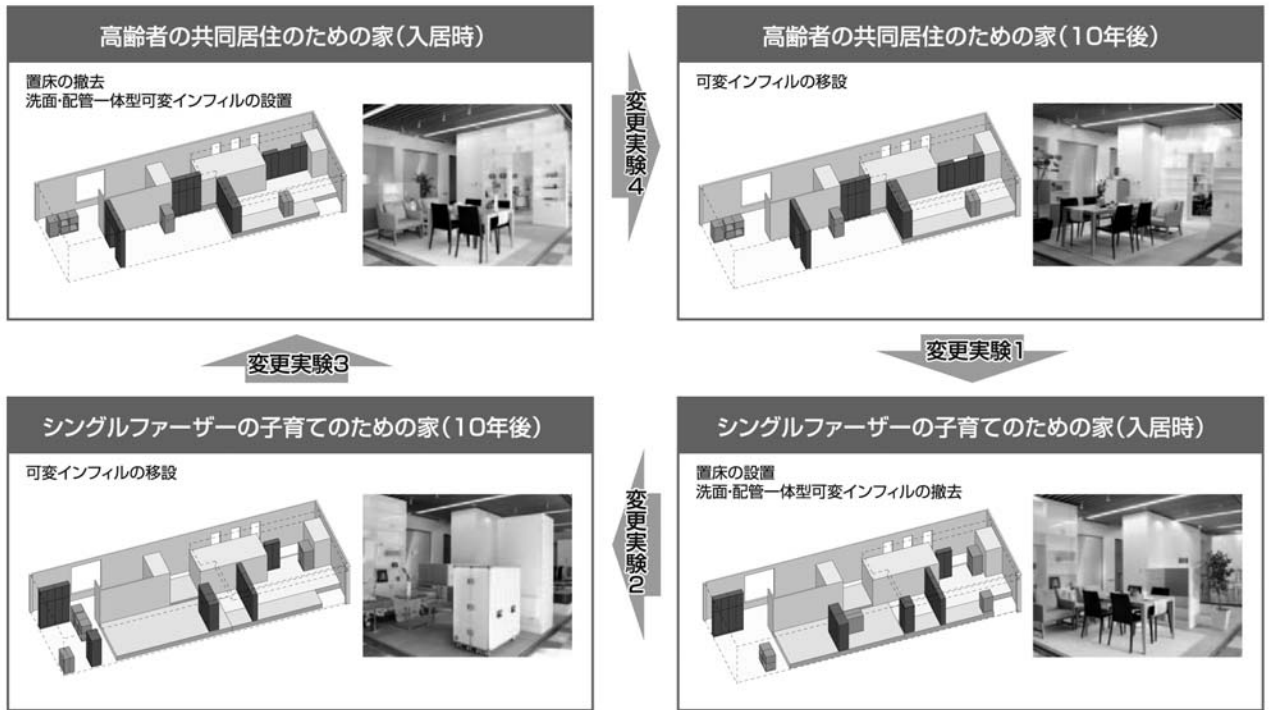 高齢者の共同居住のための家（入居時）
置床の撤去
洗面・配管一体型可変インフィルの設置
変更実験4
高齢者の共同居住のための家（10年後）
可変インフィルの移設
変更実験3
変更実験1
シングルファーザーの子育てのための家（10年後）
可変インフィルの移設
変更実験2
シングルファーザーの子育てのための家（入居時）
置床の設置
洗面・配管一体型可変インフィルの撤去